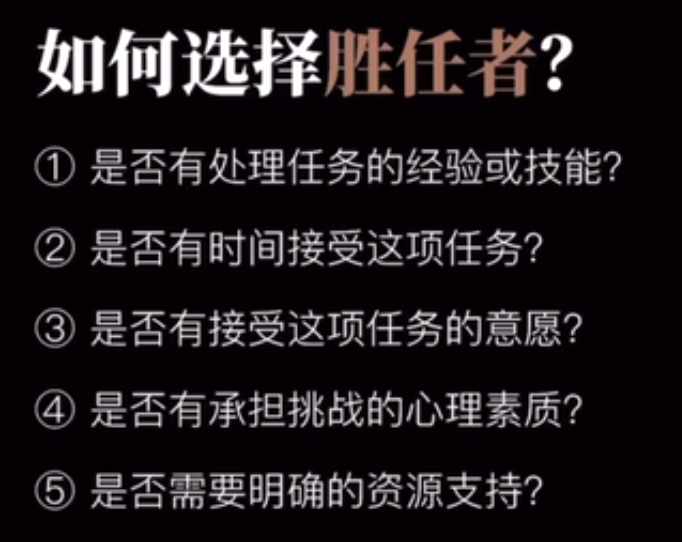 如何选择胜任者?
① 是否有处理任务的经验或技能?
② 是否有时间接受这项任务?
③ 是否有接受这项任务的意愿?
④ 是否有承担挑战的心理素质?
⑤ 是否需要明确的资源支持?